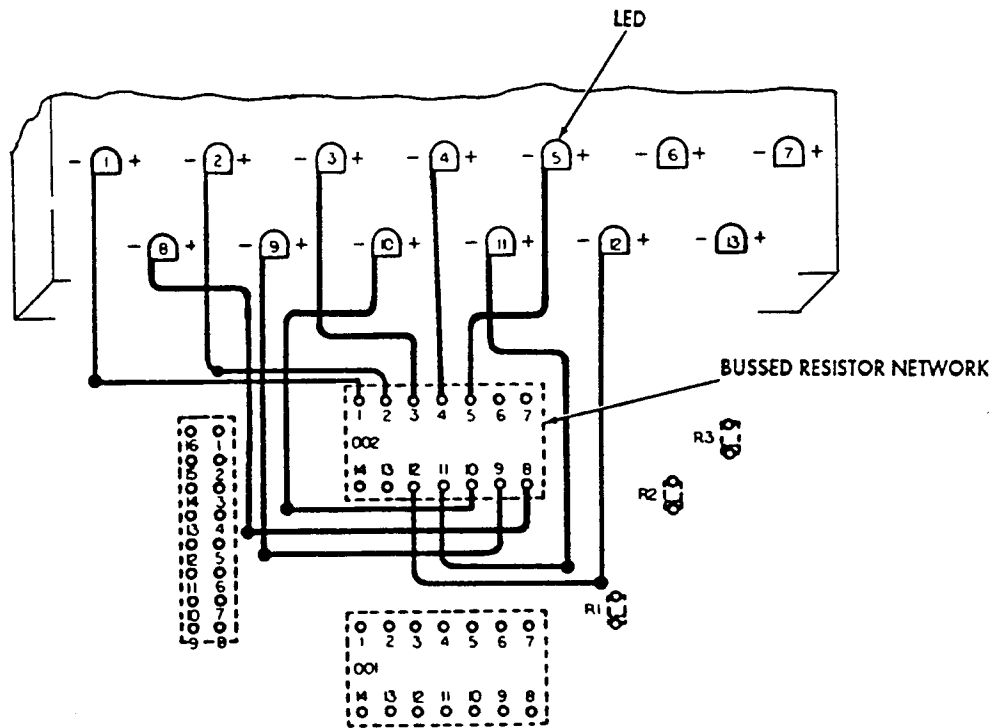 LED
- 1 + - 2 + - 3 + - 4 + - 5 + - 6 + - 7 +
- 8 + - 9 + - 10 + - 11 + - 12 + - 13 +
BUSSED RESISTOR NETWORK
1 2 3 4 5 6 7
002
14 13 12 11 10 9 8
16 1
15 2
14 3
13 4
12 5
11 6
10 7
9 8
R3
R2
R1
1 2 3 4 5 6 7
001
14 13 12 11 10 9 8